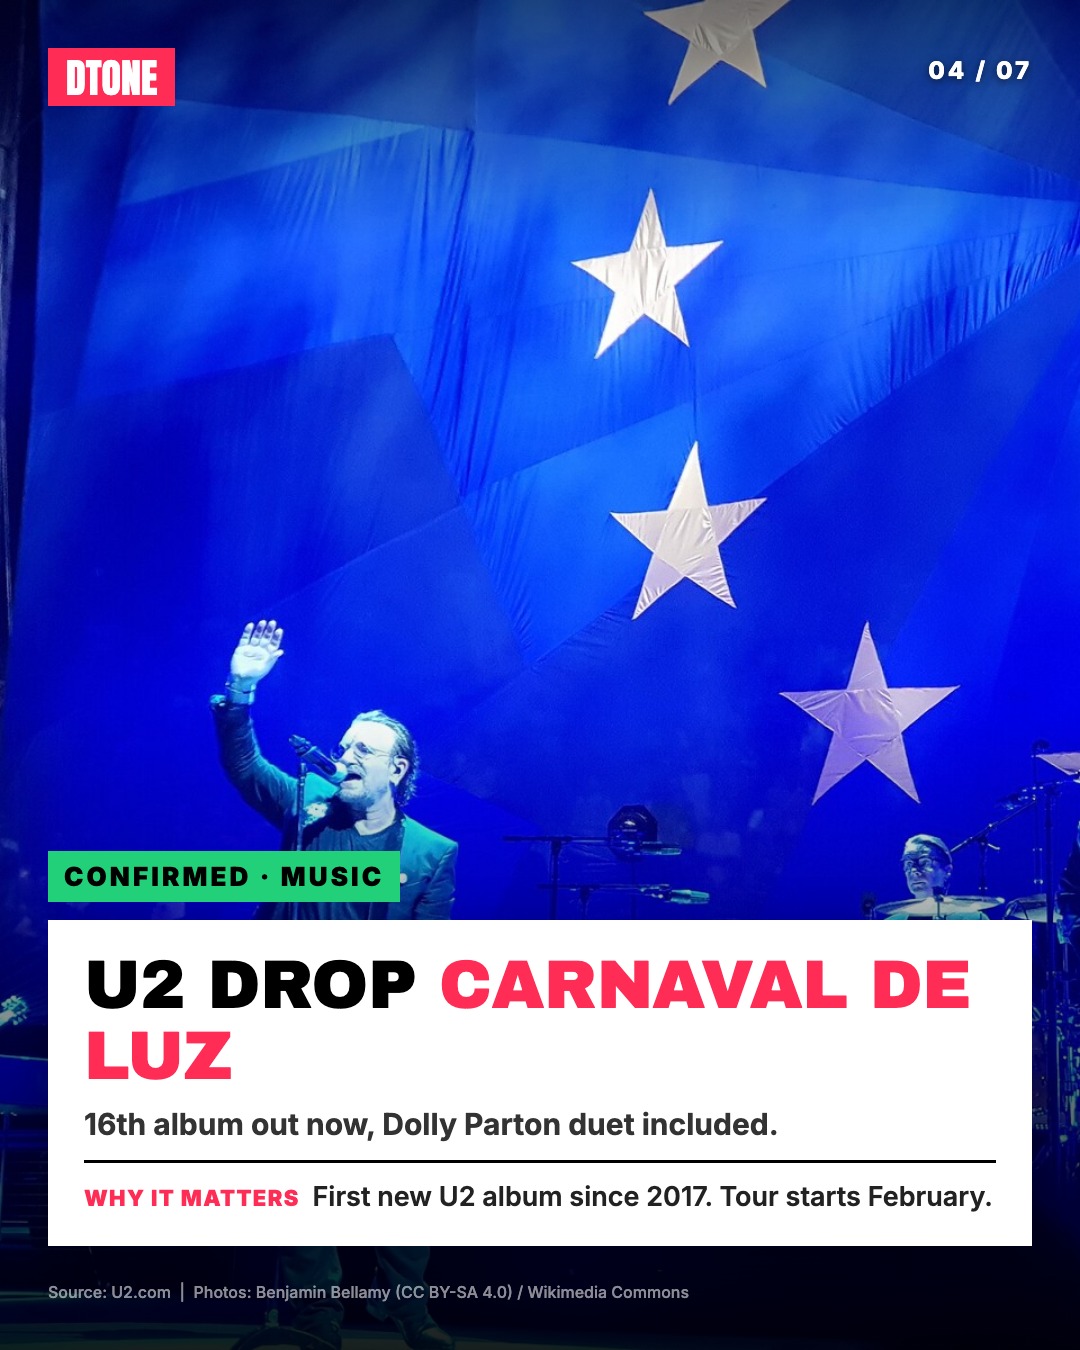 DTONE
04 / 07
CONFIRMED · MUSIC
U2 DROP CARNAVAL DE
LUZ
16th album out now, Dolly Parton duet included.
WHY IT MATTERS First new U2 album since 2017. Tour starts February.
Source: U2.com | Photos: Benjamin Bellamy (CC BY-SA 4.0) / Wikimedia Commons